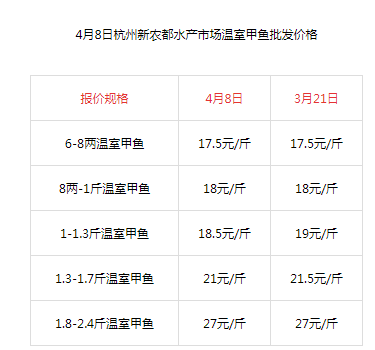 4月8日杭州新农都水产市场温室甲鱼批发价格
报价规格 4月8日 3月21日
6-8两温室甲鱼 17.5元/斤 17.5元/斤
8两-1斤温室甲鱼 18元/斤 18元/斤
1-1.3斤温室甲鱼 18.5元/斤 19元/斤
1.3-1.7斤温室甲鱼 21元/斤 21.5元/斤
1.8-2.4斤温室甲鱼 27元/斤 27元/斤